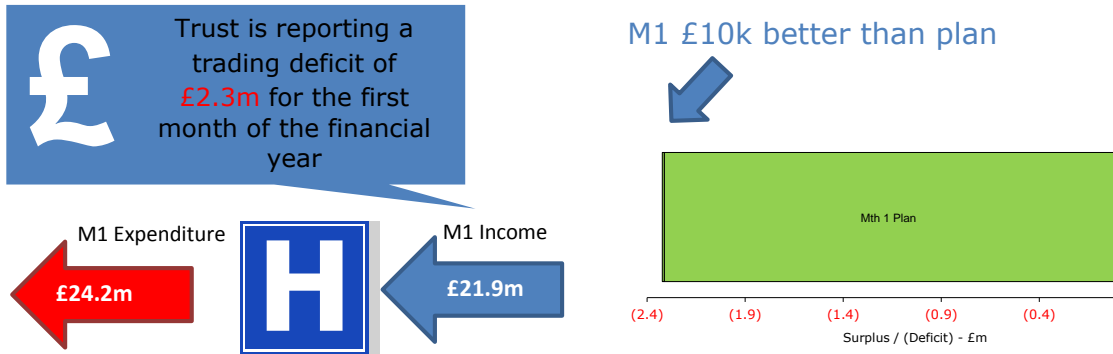 £
Trust is reporting a
trading deficit of
£2.3m for the first
month of the financial
year
M1 Expenditure
£24.2m
H
M1 Income
£21.9m
M1 £10k better than plan
Mth 1 Plan
(2.4) (1.9) (1.4) (0.9) (0.4)
Surplus / (Deficit) - £m